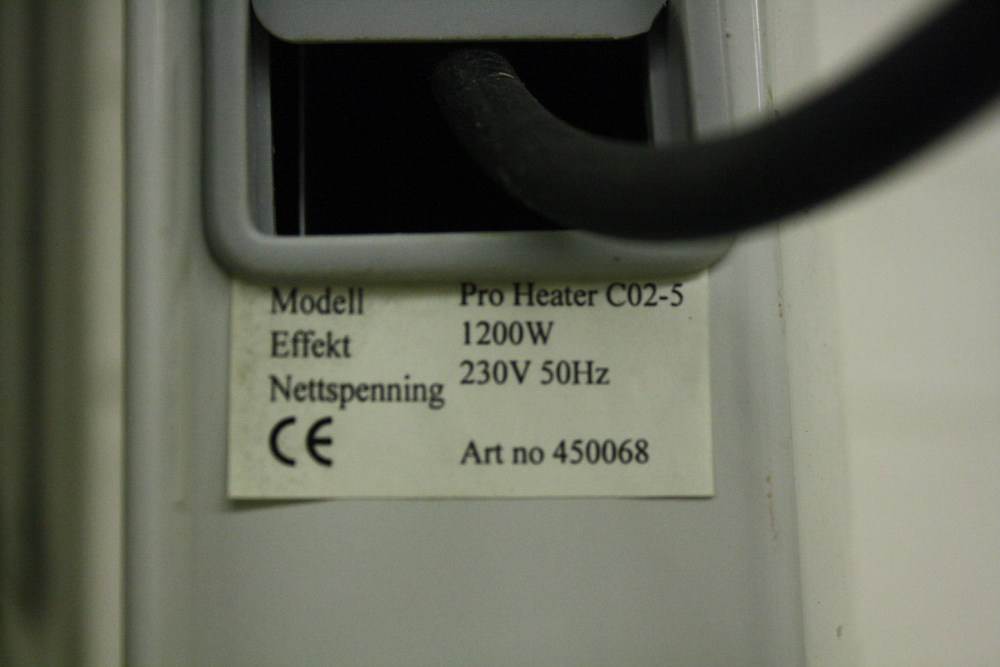 Modell Pro Heater C02-5
Effekt 1200W
Nettspenning 230V 50Hz
CE Art no 450068